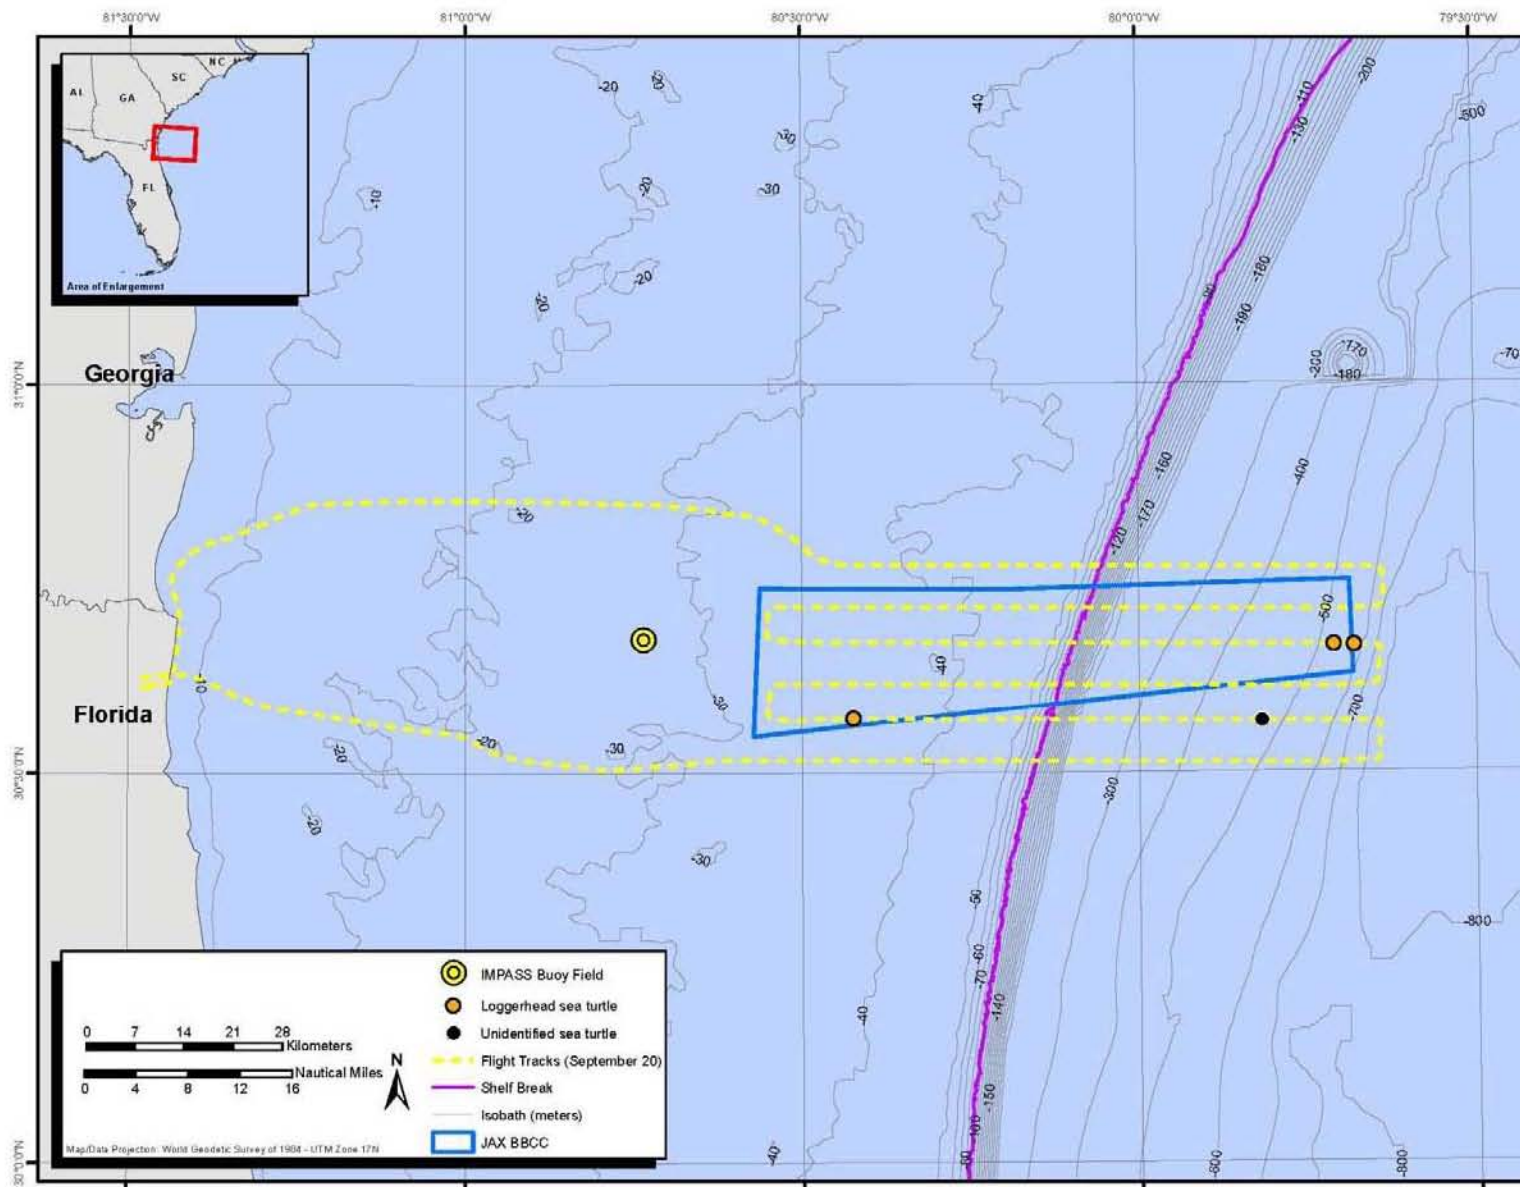 81°30'0"W
81°0'0"W
80°30'0"W
80°0'0"W
79°30'0"W
NC
SC
AL
GA
FL
Area of Enlargement
-20
-20
-40
-200
-110
-130
-500
-30
-20
-30
-10
-20
-20
-180
-90
-190
Georgia
31°0'0"N
-200
-170
-180
-70
-160
-400
-20
-170
-120
-500
-40
-10
-30
Florida
-700
-20
-20
-30
30°30'0"N
-300
-20
-30
-50
-800
-60
-70
-140
-40
-150
-100
-80
-40
-600
-800
30°0'0"N
IMPASS Buoy Field
Loggerhead sea turtle
Unidentified sea turtle
Flight Tracks (September 20)
Shelf Break
Isobath (meters)
JAX BBCC
0 7 14 21 28
Kilometers
Nautical Miles
0 4 8 12 16
N
Map/Data Projection: World Geodetic Survey of 1984 - UTM Zone 17N